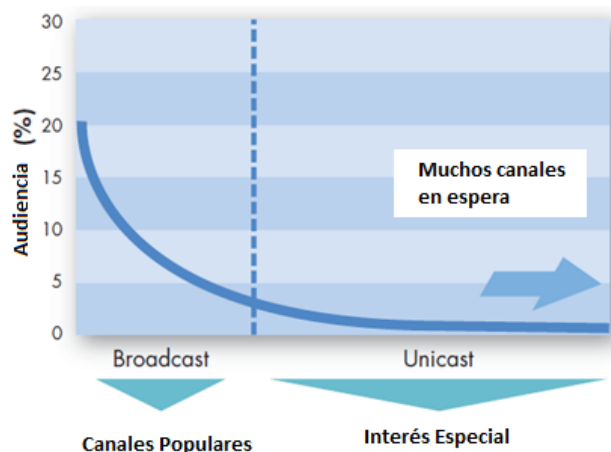 30
25
20
15
10
5
0
Audiencia (%)
Muchos canales
en espera
Broadcast
Unicast
Canales Populares
Interés Especial